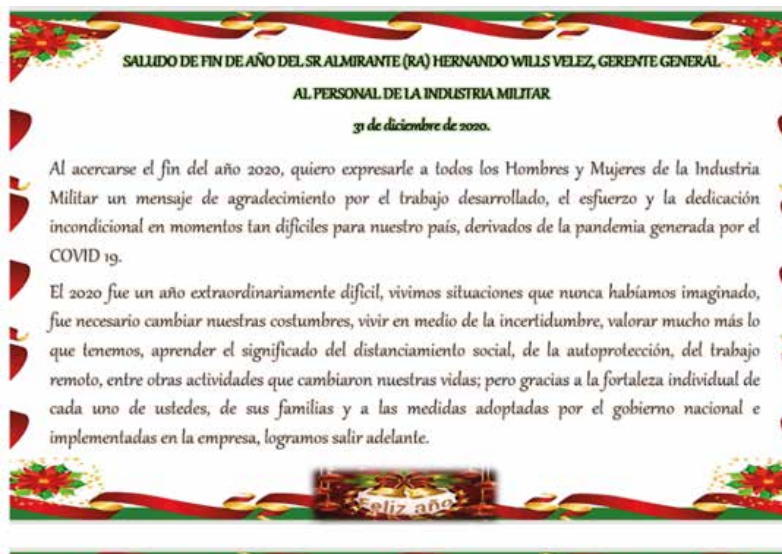 SALUDO DE FIN DE AÑO DEL SR ALMIRANTE (RA) HERNANDO WILLS VELEZ, GERENTE GENERAL
AL PERSONAL DE LA INDUSTRIA MILITAR
31 de diciembre de 2020.
Al acercarse el fin del año 2020, quiero expresarle a todos los Hombres y Mujeres de la Industria
Militar un mensaje de agradecimiento por el trabajo desarrollado, el esfuerzo y la dedicación
incondicional en momentos tan difíciles para nuestro país, derivados de la pandemia generada por el
COVID 19.
El 2020 fue un año extraordinariamente difícil, vivimos situaciones que nunca habíamos imaginado,
fue necesario cambiar nuestras costumbres, vivir en medio de la incertidumbre, valorar mucho más lo
que tenemos, aprender el significado del distanciamiento social, de la autoprotección, del trabajo
remoto, entre otras actividades que cambiaron nuestras vidas; pero gracias a la fortaleza individual de
cada uno de ustedes, de sus familias y a las medidas adoptadas por el gobierno nacional e
implementadas en la empresa, logramos salir adelante.
Feliz año